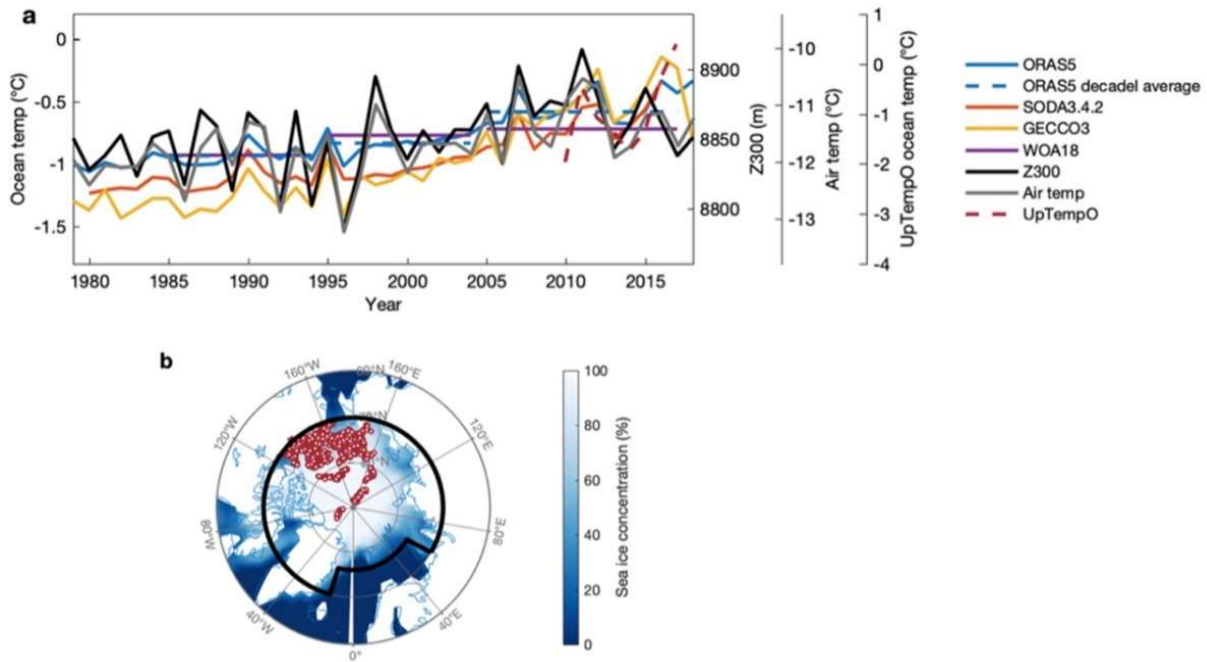 a
Ocean temp (°C)
0
-0.5
-1
-1.5
1980 1985 1990 1995 2000 2005 2010 2015
Year
8900
8850
8800
Z300 (m)
-10
-11
-12
-13
Air temp (°C)
1
0
-1
-2
-3
-4
UpTempO ocean temp (°C)
ORAS5
ORAS5 decadel average
SODA3.4.2
GECCO3
WOA18
Z300
Air temp
UpTempO
b
160°W 60°N 160°E
120°W 120°E
80°W 80°E
40°W 40°E
0°
100
80
60
40
20
0
Sea ice concentration (%)